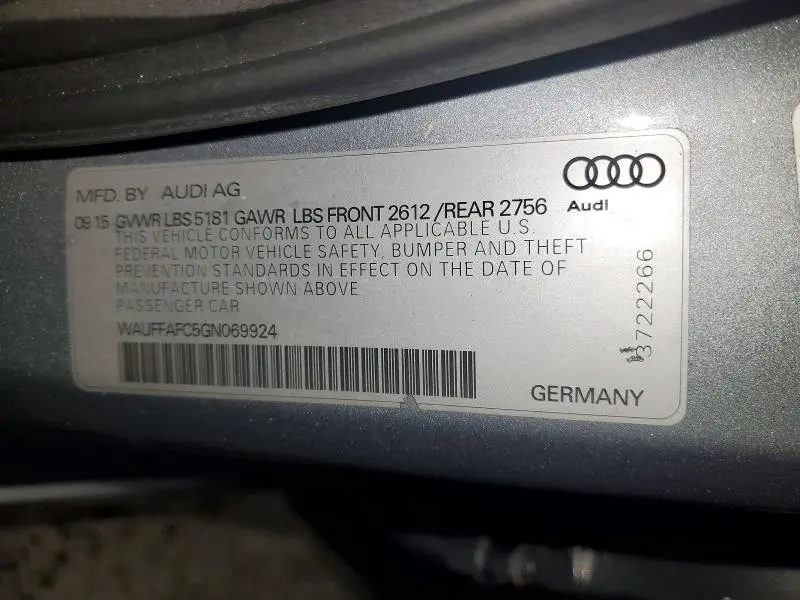 MFD. BY AUDI AG
09 15 GVWR LBS 5181 GAWR LBS FRONT 2612 /REAR 2756
THIS VEHICLE CONFORMS TO ALL APPLICABLE U.S.
FEDERAL MOTOR VEHICLE SAFETY, BUMPER AND THEFT
PREVENTION STANDARDS IN EFFECT ON THE DATE OF
MANUFACTURE SHOWN ABOVE
PASSENGER CAR
WAUFFAFC5GN069924
Audi
3722266
GERMANY